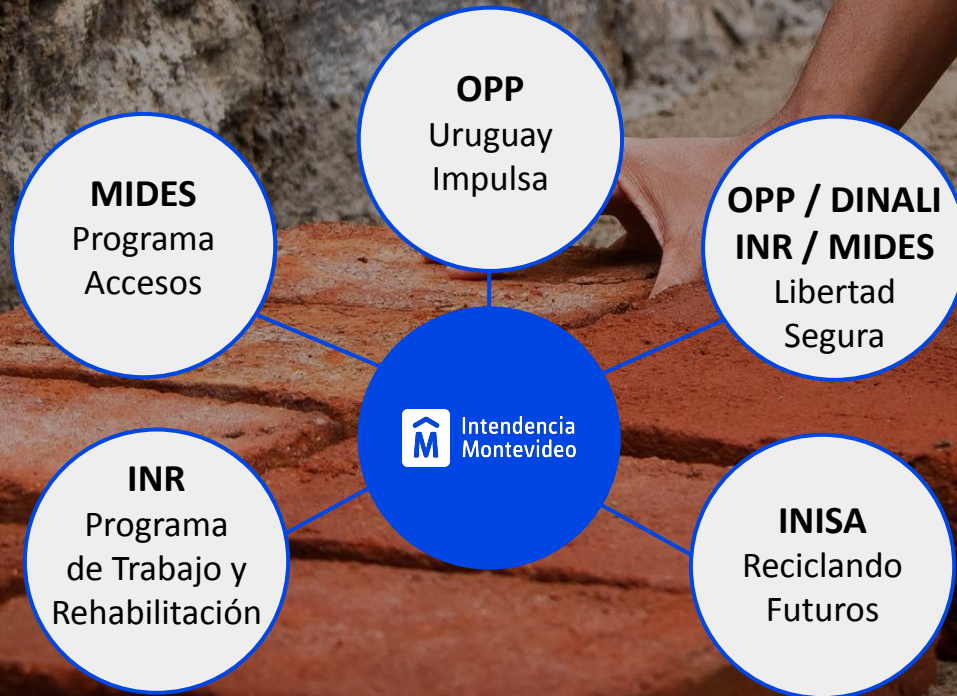 OPP
Uruguay
Impulsa
MIDES
Programa
Accesos
OPP / DINALI
INR / MIDES
Libertad
Segura
M
Intendencia
Montevideo
INR
Programa
de Trabajo y
Rehabilitación
INISA
Reciclando
Futuros